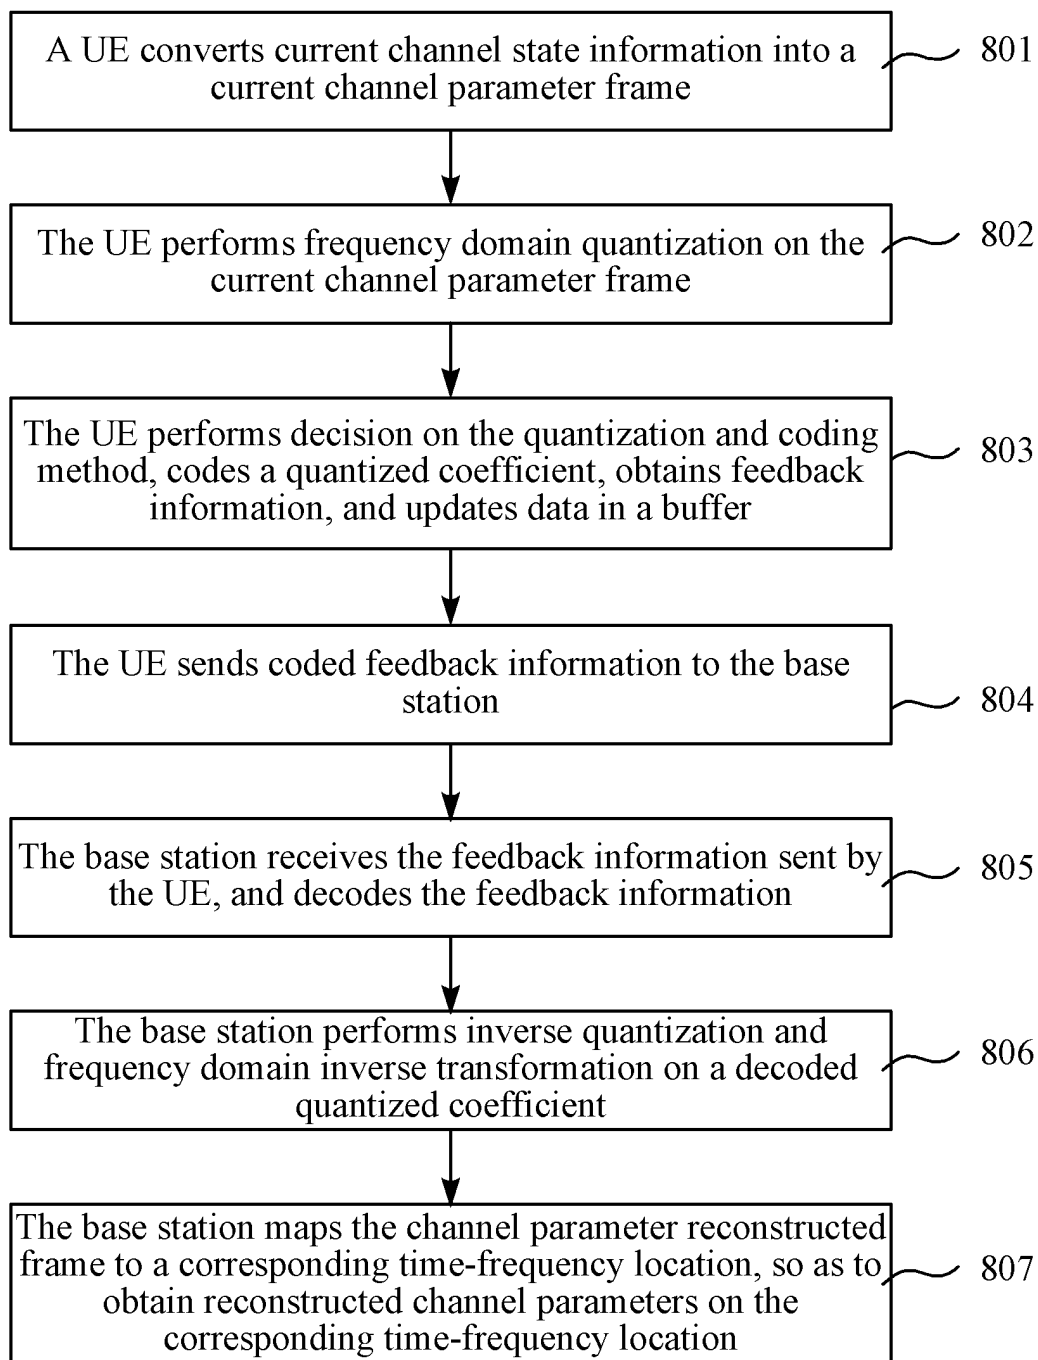 A UE converts current channel state information into a
current channel parameter frame
801
The UE performs frequency domain quantization on the
current channel parameter frame
802
The UE performs decision on the quantization and coding
method, codes a quantized coefficient, obtains feedback
information, and updates data in a buffer
803
The UE sends coded feedback information to the base
station
804
The base station receives the feedback information sent by
the UE, and decodes the feedback information
805
The base station performs inverse quantization and
frequency domain inverse transformation on a decoded
quantized coefficient
806
The base station maps the channel parameter reconstructed
frame to a corresponding time-frequency location, so as to
obtain reconstructed channel parameters on the
corresponding time-frequency location
807